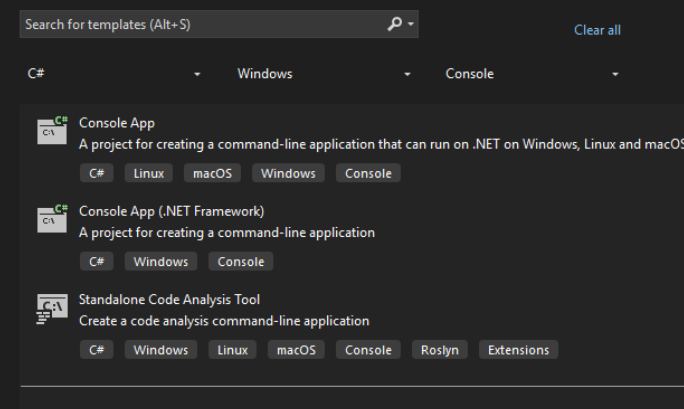 Search for templates (Alt+S)
Clear all
C# Windows Console
C#
C:\
Console App
A project for creating a command-line application that can run on .NET on Windows, Linux and macOS
C# Linux macOS Windows Console
C#
C:\
Console App (.NET Framework)
A project for creating a command-line application
C# Windows Console
C:\
Standalone Code Analysis Tool
Create a code analysis command-line application
C# Windows Linux macOS Console Roslyn Extensions